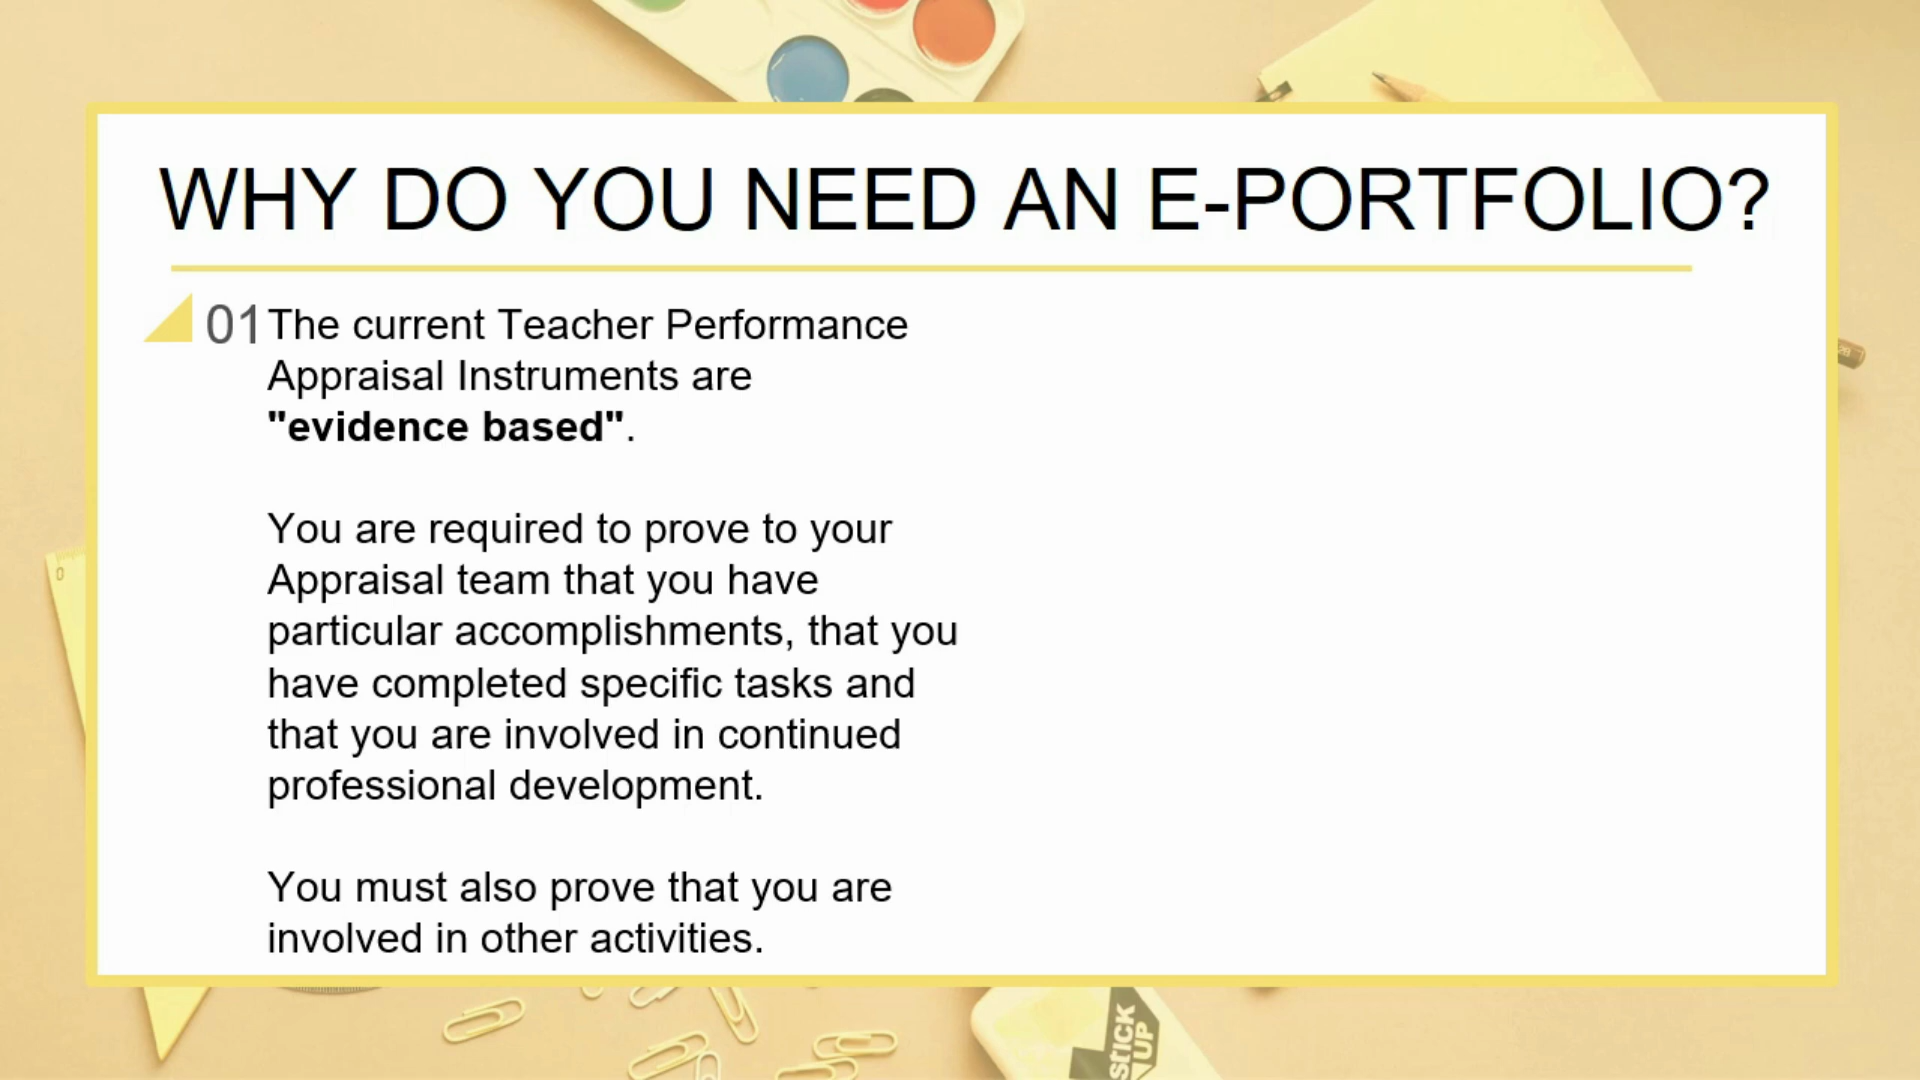 WHY DO YOU NEED AN E-PORTFOLIO?
01 The current Teacher Performance
Appraisal Instruments are
"evidence based".
You are required to prove to your
Appraisal team that you have
particular accomplishments, that you
have completed specific tasks and
that you are involved in continued
professional development.
You must also prove that you are
involved in other activities.
0
STICK
UP